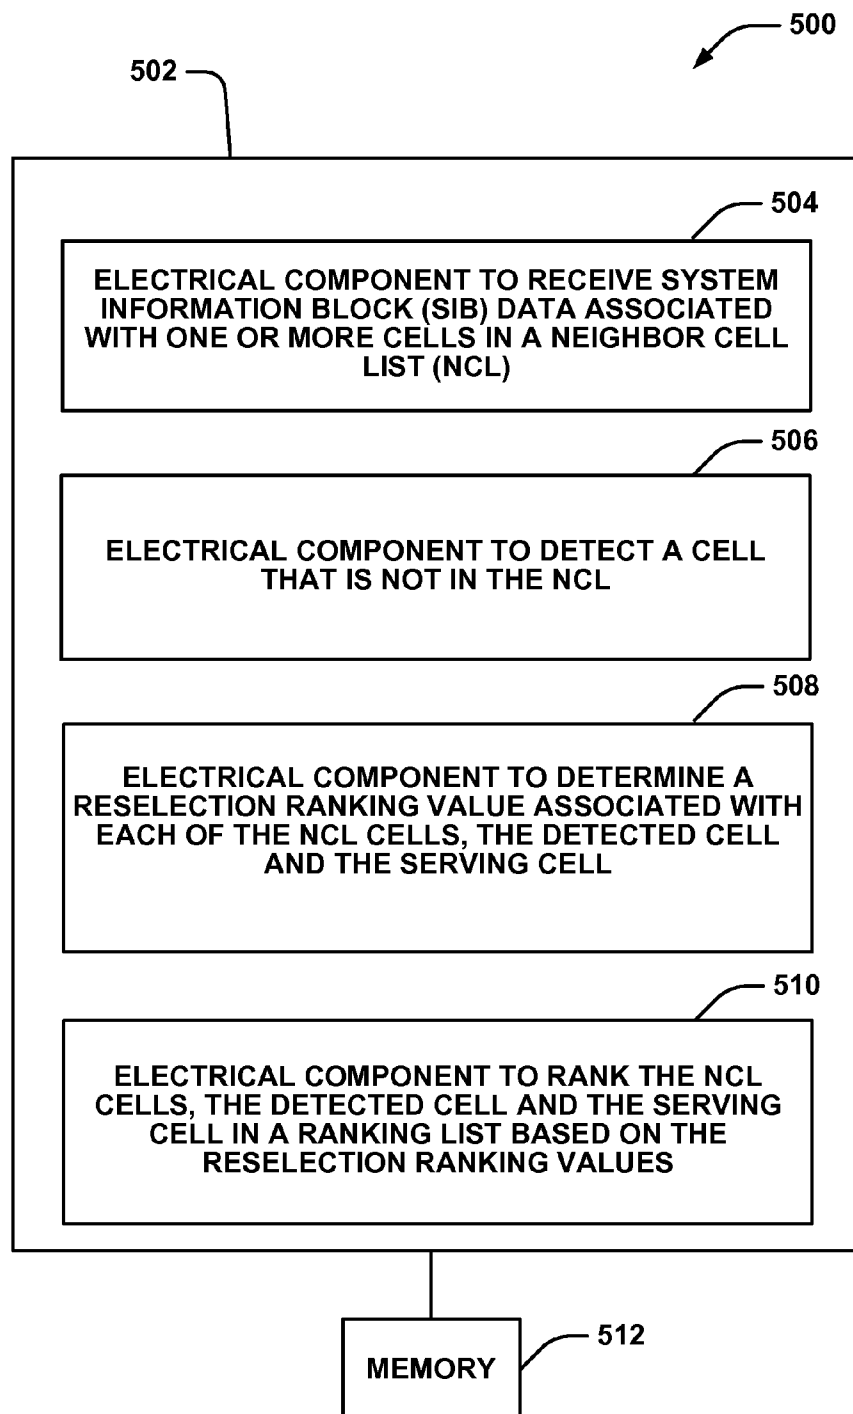 500
502
504
ELECTRICAL COMPONENT TO RECEIVE SYSTEM
INFORMATION BLOCK (SIB) DATA ASSOCIATED
WITH ONE OR MORE CELLS IN A NEIGHBOR CELL
LIST (NCL)
506
ELECTRICAL COMPONENT TO DETECT A CELL
THAT IS NOT IN THE NCL
508
ELECTRICAL COMPONENT TO DETERMINE A
RESELECTION RANKING VALUE ASSOCIATED WITH
EACH OF THE NCL CELLS, THE DETECTED CELL
AND THE SERVING CELL
510
ELECTRICAL COMPONENT TO RANK THE NCL
CELLS, THE DETECTED CELL AND THE SERVING
CELL IN A RANKING LIST BASED ON THE
RESELECTION RANKING VALUES
512
MEMORY